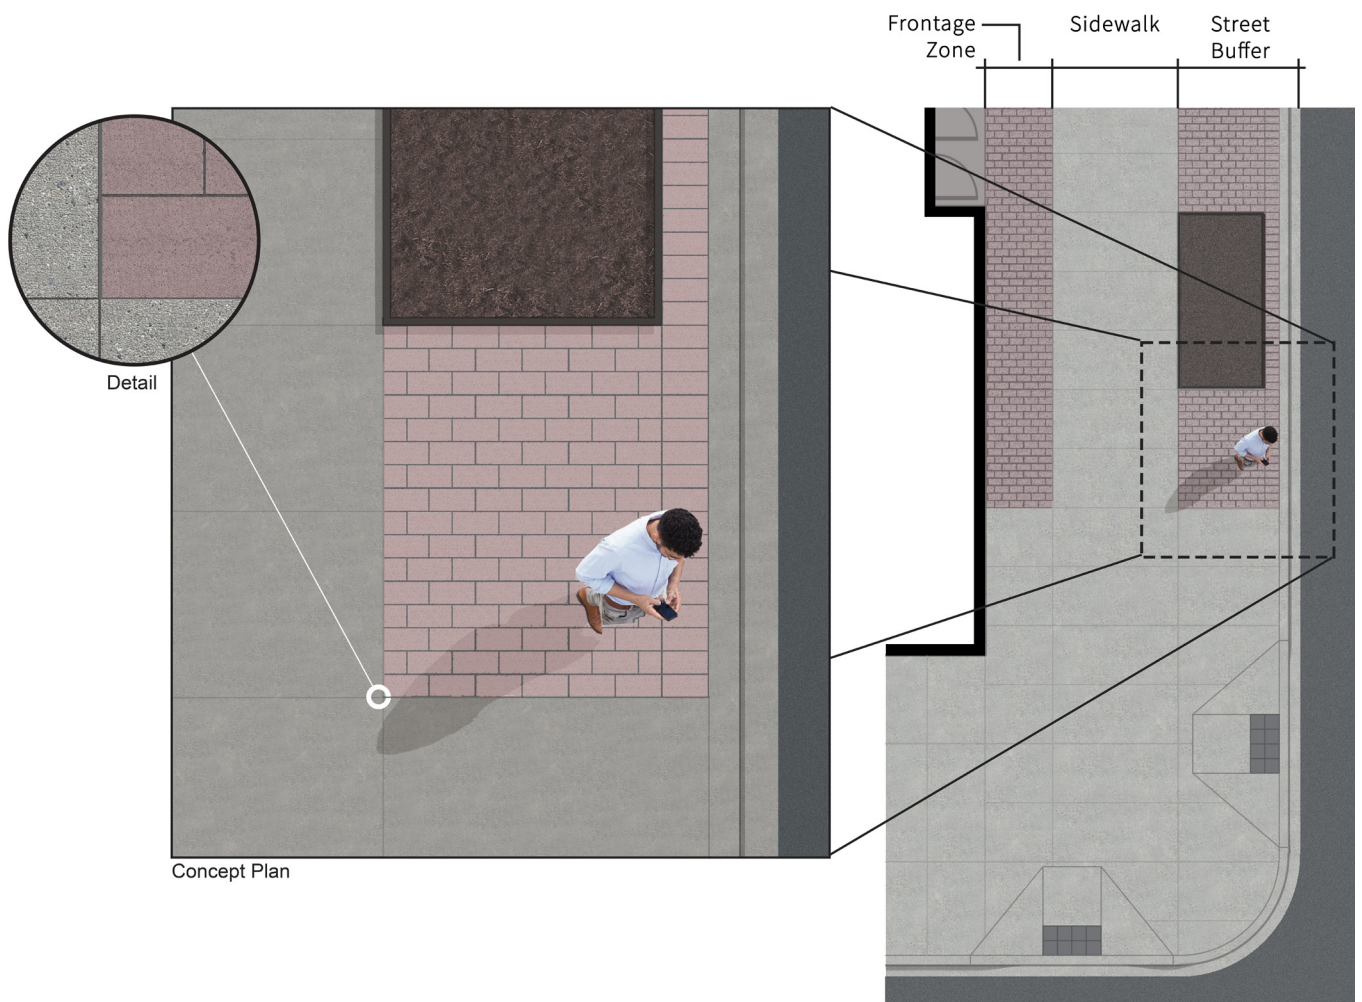 Frontage
Zone
Sidewalk
Street
Buffer
Detail
Concept Plan